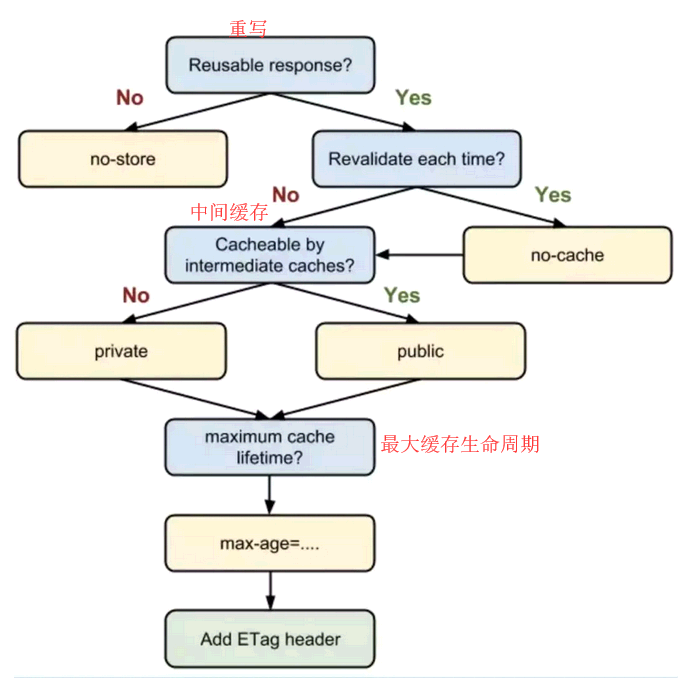 重写
Reusable response?
No
Yes
no-store
Revalidate each time?
No
Yes
中间缓存
Cacheable by
intermediate caches?
no-cache
No
Yes
private
public
maximum cache
lifetime?
最大缓存生命周期
max-age=....
Add ETag header